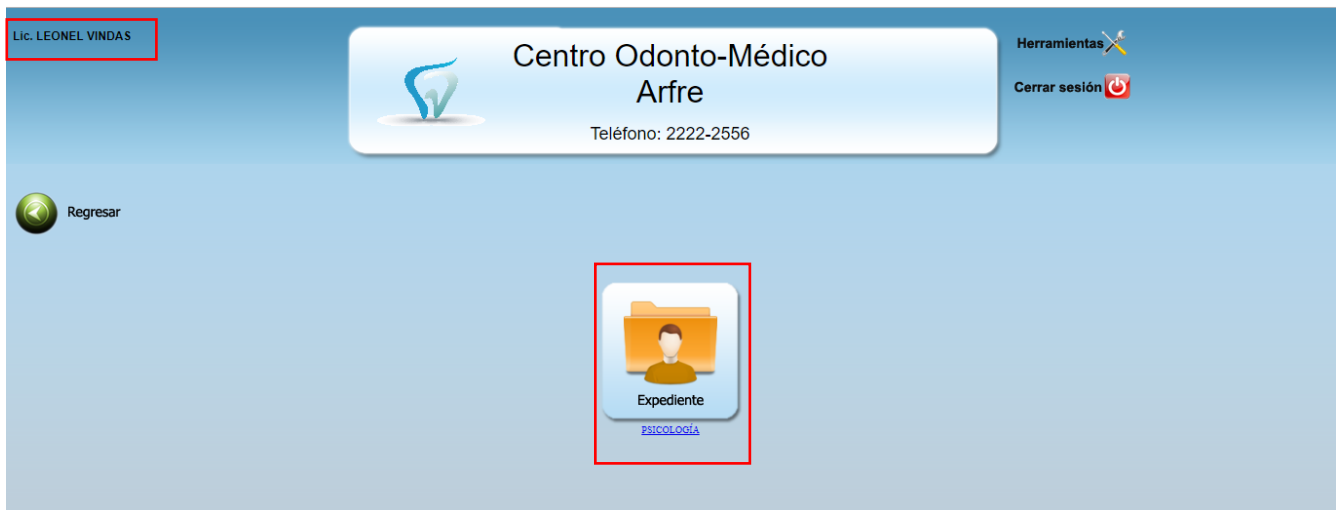 Lic. LEONEL VINDAS
Centro Odonto-Médico
Arfre
Teléfono: 2222-2556
Herramientas
Cerrar sesión
Regresar
Expediente
PSICOLOGÍA